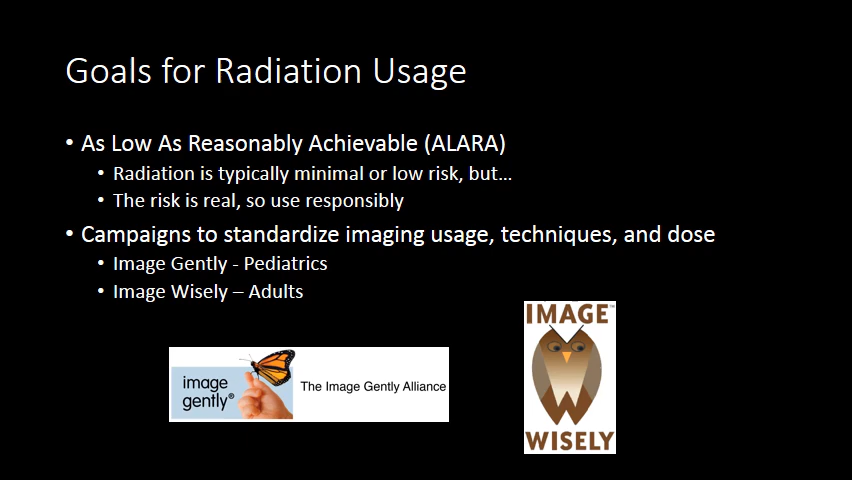 Goals for Radiation Usage
• As Low As Reasonably Achievable (ALARA)
• Radiation is typically minimal or low risk, but…
• The risk is real, so use responsibly
• Campaigns to standardize imaging usage, techniques, and dose
• Image Gently - Pediatrics
• Image Wisely – Adults
image
gently®
The Image Gently Alliance
IMAGE™
WISELY